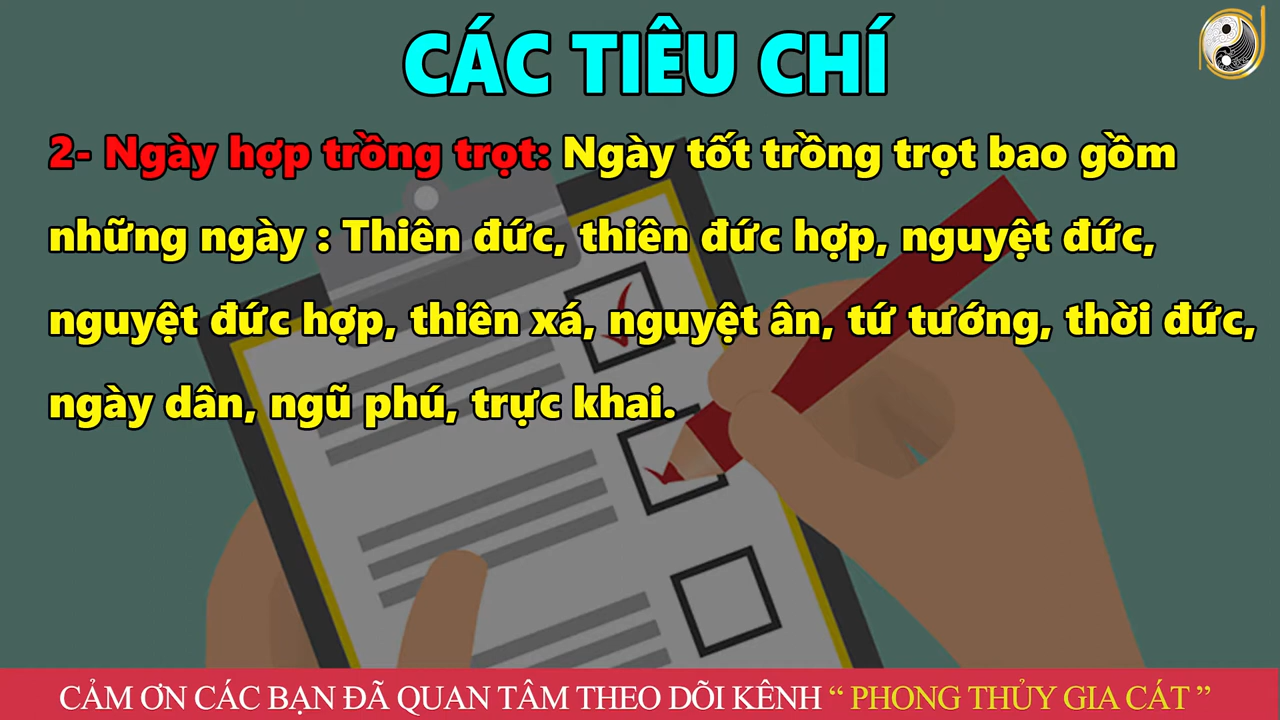 CÁC TIÊU CHÍ
2- Ngày hợp trồng trọt: Ngày tốt trồng trọt bao gồm
những ngày : Thiên đức, thiên đức hợp, nguyệt đức,
nguyệt đức hợp, thiên xá, nguyệt ân, tứ tướng, thời đức,
ngày dân, ngũ phú, trực khai.
CẢM ƠN CÁC BẠN ĐÃ QUAN TÂM THEO DÕI KÊNH “ PHONG THỦY GIA CÁT ”